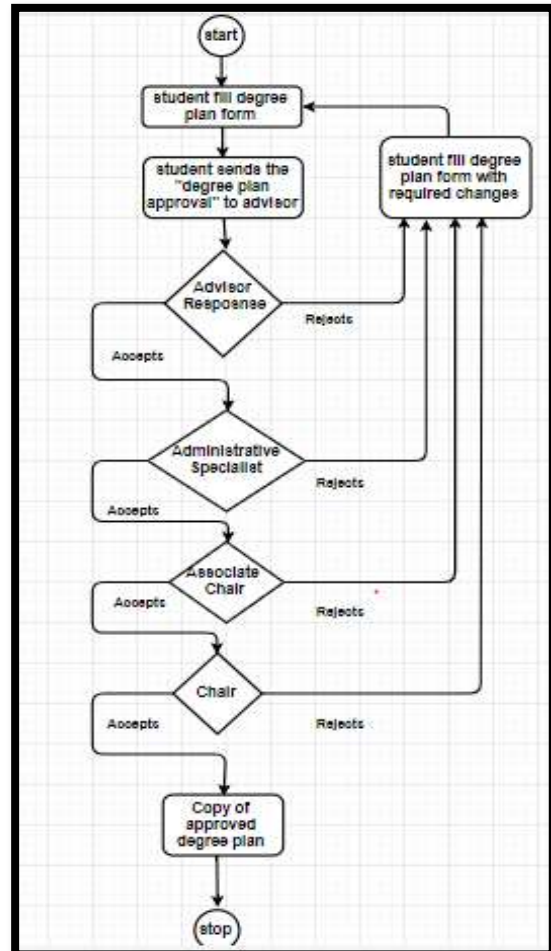 start
student fill degree
plan form
student sends the
"degree plan
approval" to advisor
student fill degree
plan form with
required changes
Advisor
Response
Rejects
Accepts
Administrative
Specialist
Rejects
Accepts
Associate
Chair
Accepts
Rejects
Chair
Accepts
Rejects
Copy of
approved
degree plan
stop